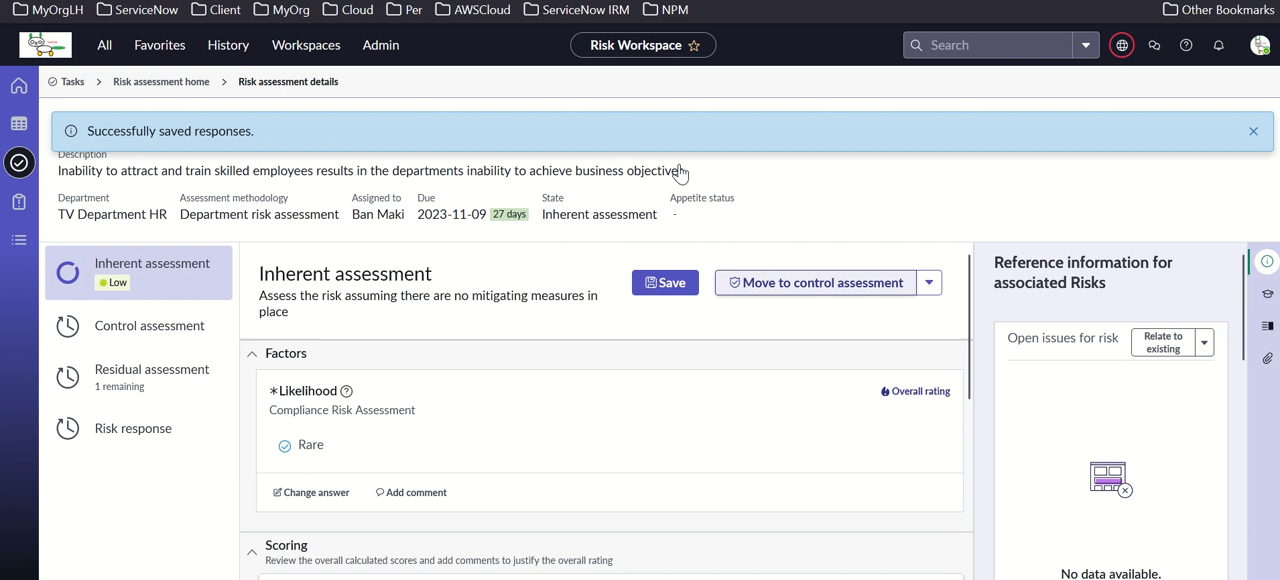 MyOrgLH ServiceNow Client MyOrg Cloud Per AWSCloud ServiceNow IRM NPM Other Bookmarks
All Favorites History Workspaces Admin Risk Workspace Search
Tasks > Risk assessment home > Risk assessment details
Successfully saved responses.
Description
Inability to attract and train skilled employees results in the departments inability to achieve business objective
Department Assessment methodology Assigned to Due State Appetite status
TV Department HR Department risk assessment Ban Maki 2023-11-09 27 days Inherent assessment -
Inherent assessment
Low
Control assessment
Residual assessment
1 remaining
Risk response
Inherent assessment
Assess the risk assuming there are no mitigating measures in
place
Save Move to control assessment
Factors
*Likelihood Overall rating
Compliance Risk Assessment
Rare
Change answer Add comment
Scoring
Review the overall calculated scores and add comments to justify the overall rating
Reference information for
associated Risks
Open issues for risk
Relate to
existing
No data available.